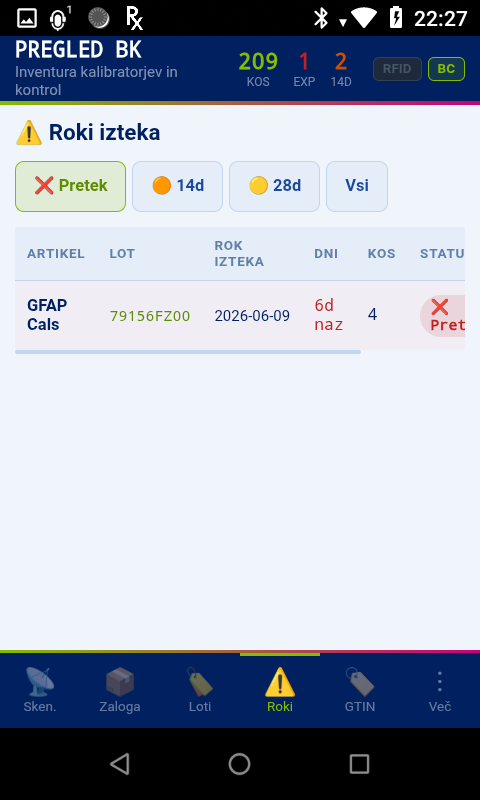 1
22:27
PREGLED BK
Inventura kalibratorjev in
kontrol
209
KOS
1
EXP
2
14D
RFID
BC
⚠️ Roki izteka
❌ Pretek
🟠 14d
🟡 28d
Vsi
ARTIKEL
LOT
ROK
IZTEKA
DNI
KOS
STATU
GFAP
Cals
79156FZ00
2026-06-09
6d
naz
4
❌
Pret
Sken.
Zaloga
Loti
Roki
GTIN
Več